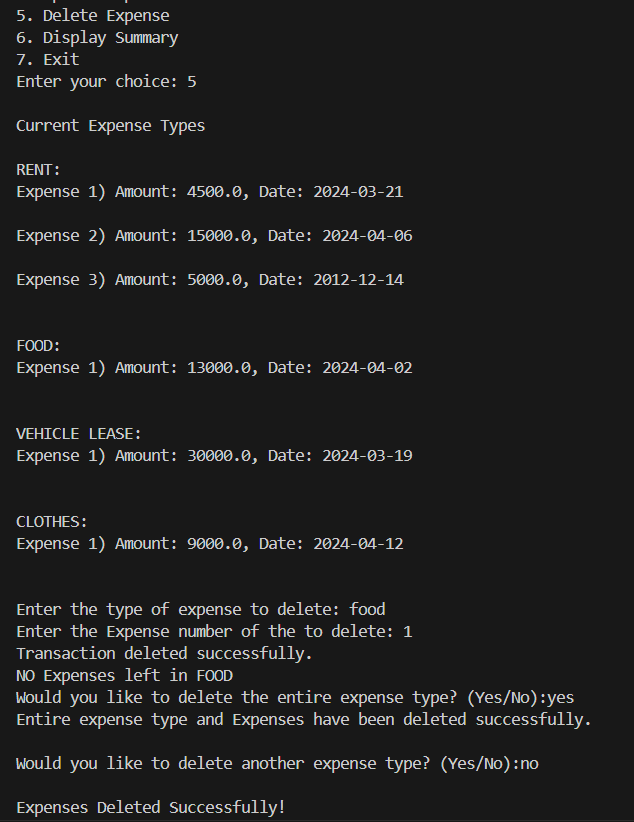 5. Delete Expense
6. Display Summary
7. Exit
Enter your choice: 5
Current Expense Types
RENT:
Expense 1) Amount: 4500.0, Date: 2024-03-21
Expense 2) Amount: 15000.0, Date: 2024-04-06
Expense 3) Amount: 5000.0, Date: 2012-12-14
FOOD:
Expense 1) Amount: 13000.0, Date: 2024-04-02
VEHICLE LEASE:
Expense 1) Amount: 30000.0, Date: 2024-03-19
CLOTHES:
Expense 1) Amount: 9000.0, Date: 2024-04-12
Enter the type of expense to delete: food
Enter the Expense number of the to delete: 1
Transaction deleted successfully.
NO Expenses left in FOOD
Would you like to delete the entire expense type? (Yes/No):yes
Entire expense type and Expenses have been deleted successfully.
Would you like to delete another expense type? (Yes/No):no
Expenses Deleted Successfully!